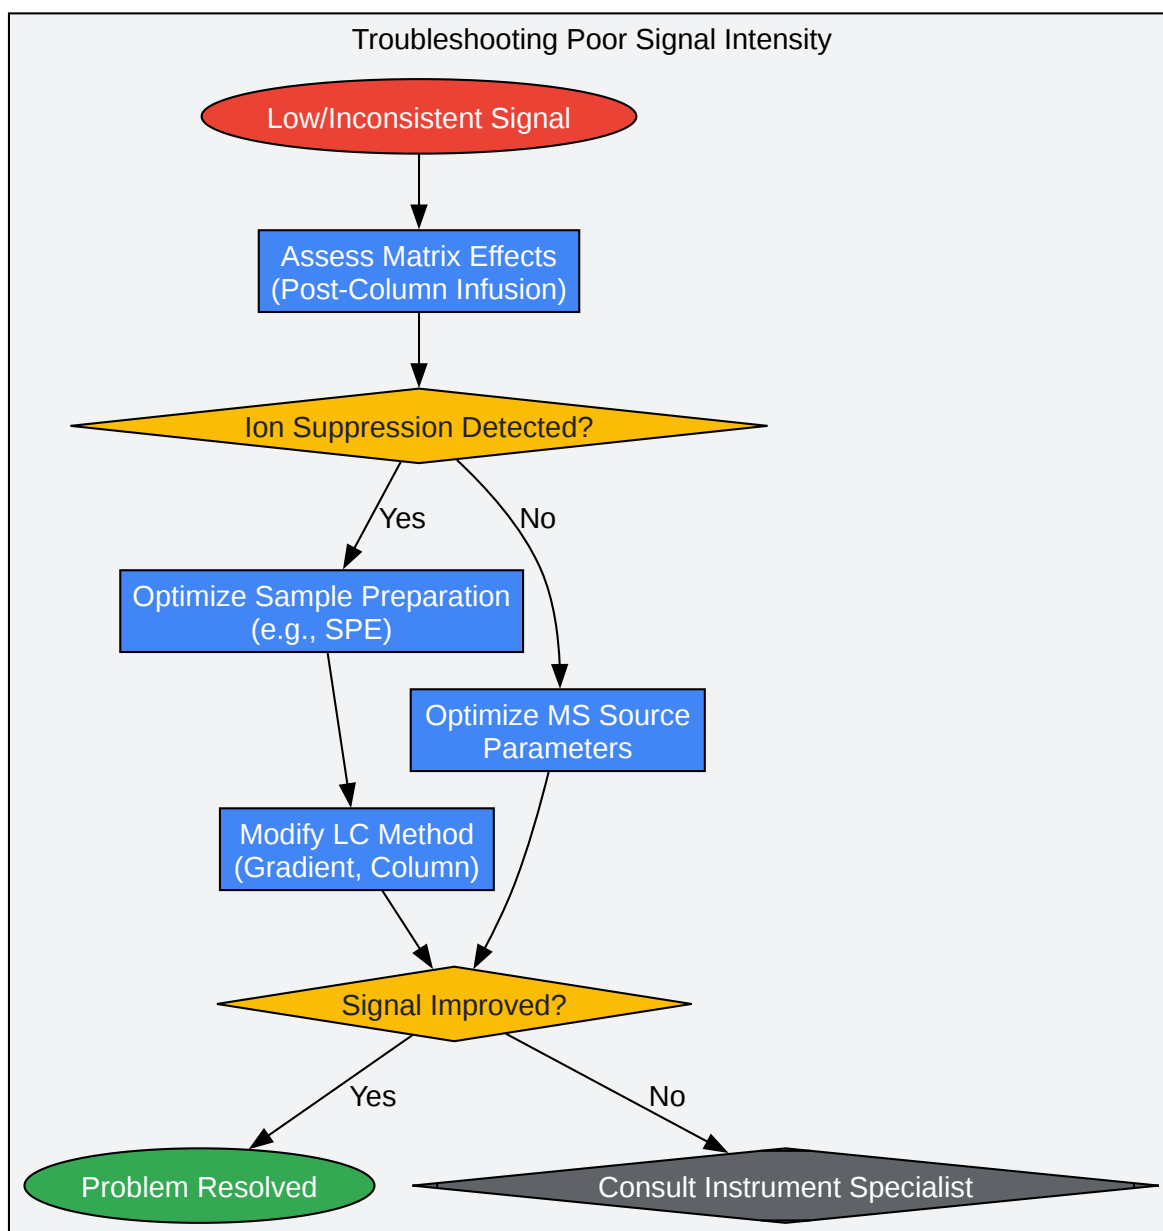 Troubleshooting Poor Signal Intensity
Low/Inconsistent Signal
Assess Matrix Effects
(Post-Column Infusion)
Ion Suppression Detected?
Yes
No
Optimize Sample Preparation
(e.g., SPE)
Optimize MS Source
Parameters
Modify LC Method
(Gradient, Column)
Signal Improved?
Yes
No
Problem Resolved
Consult Instrument Specialist